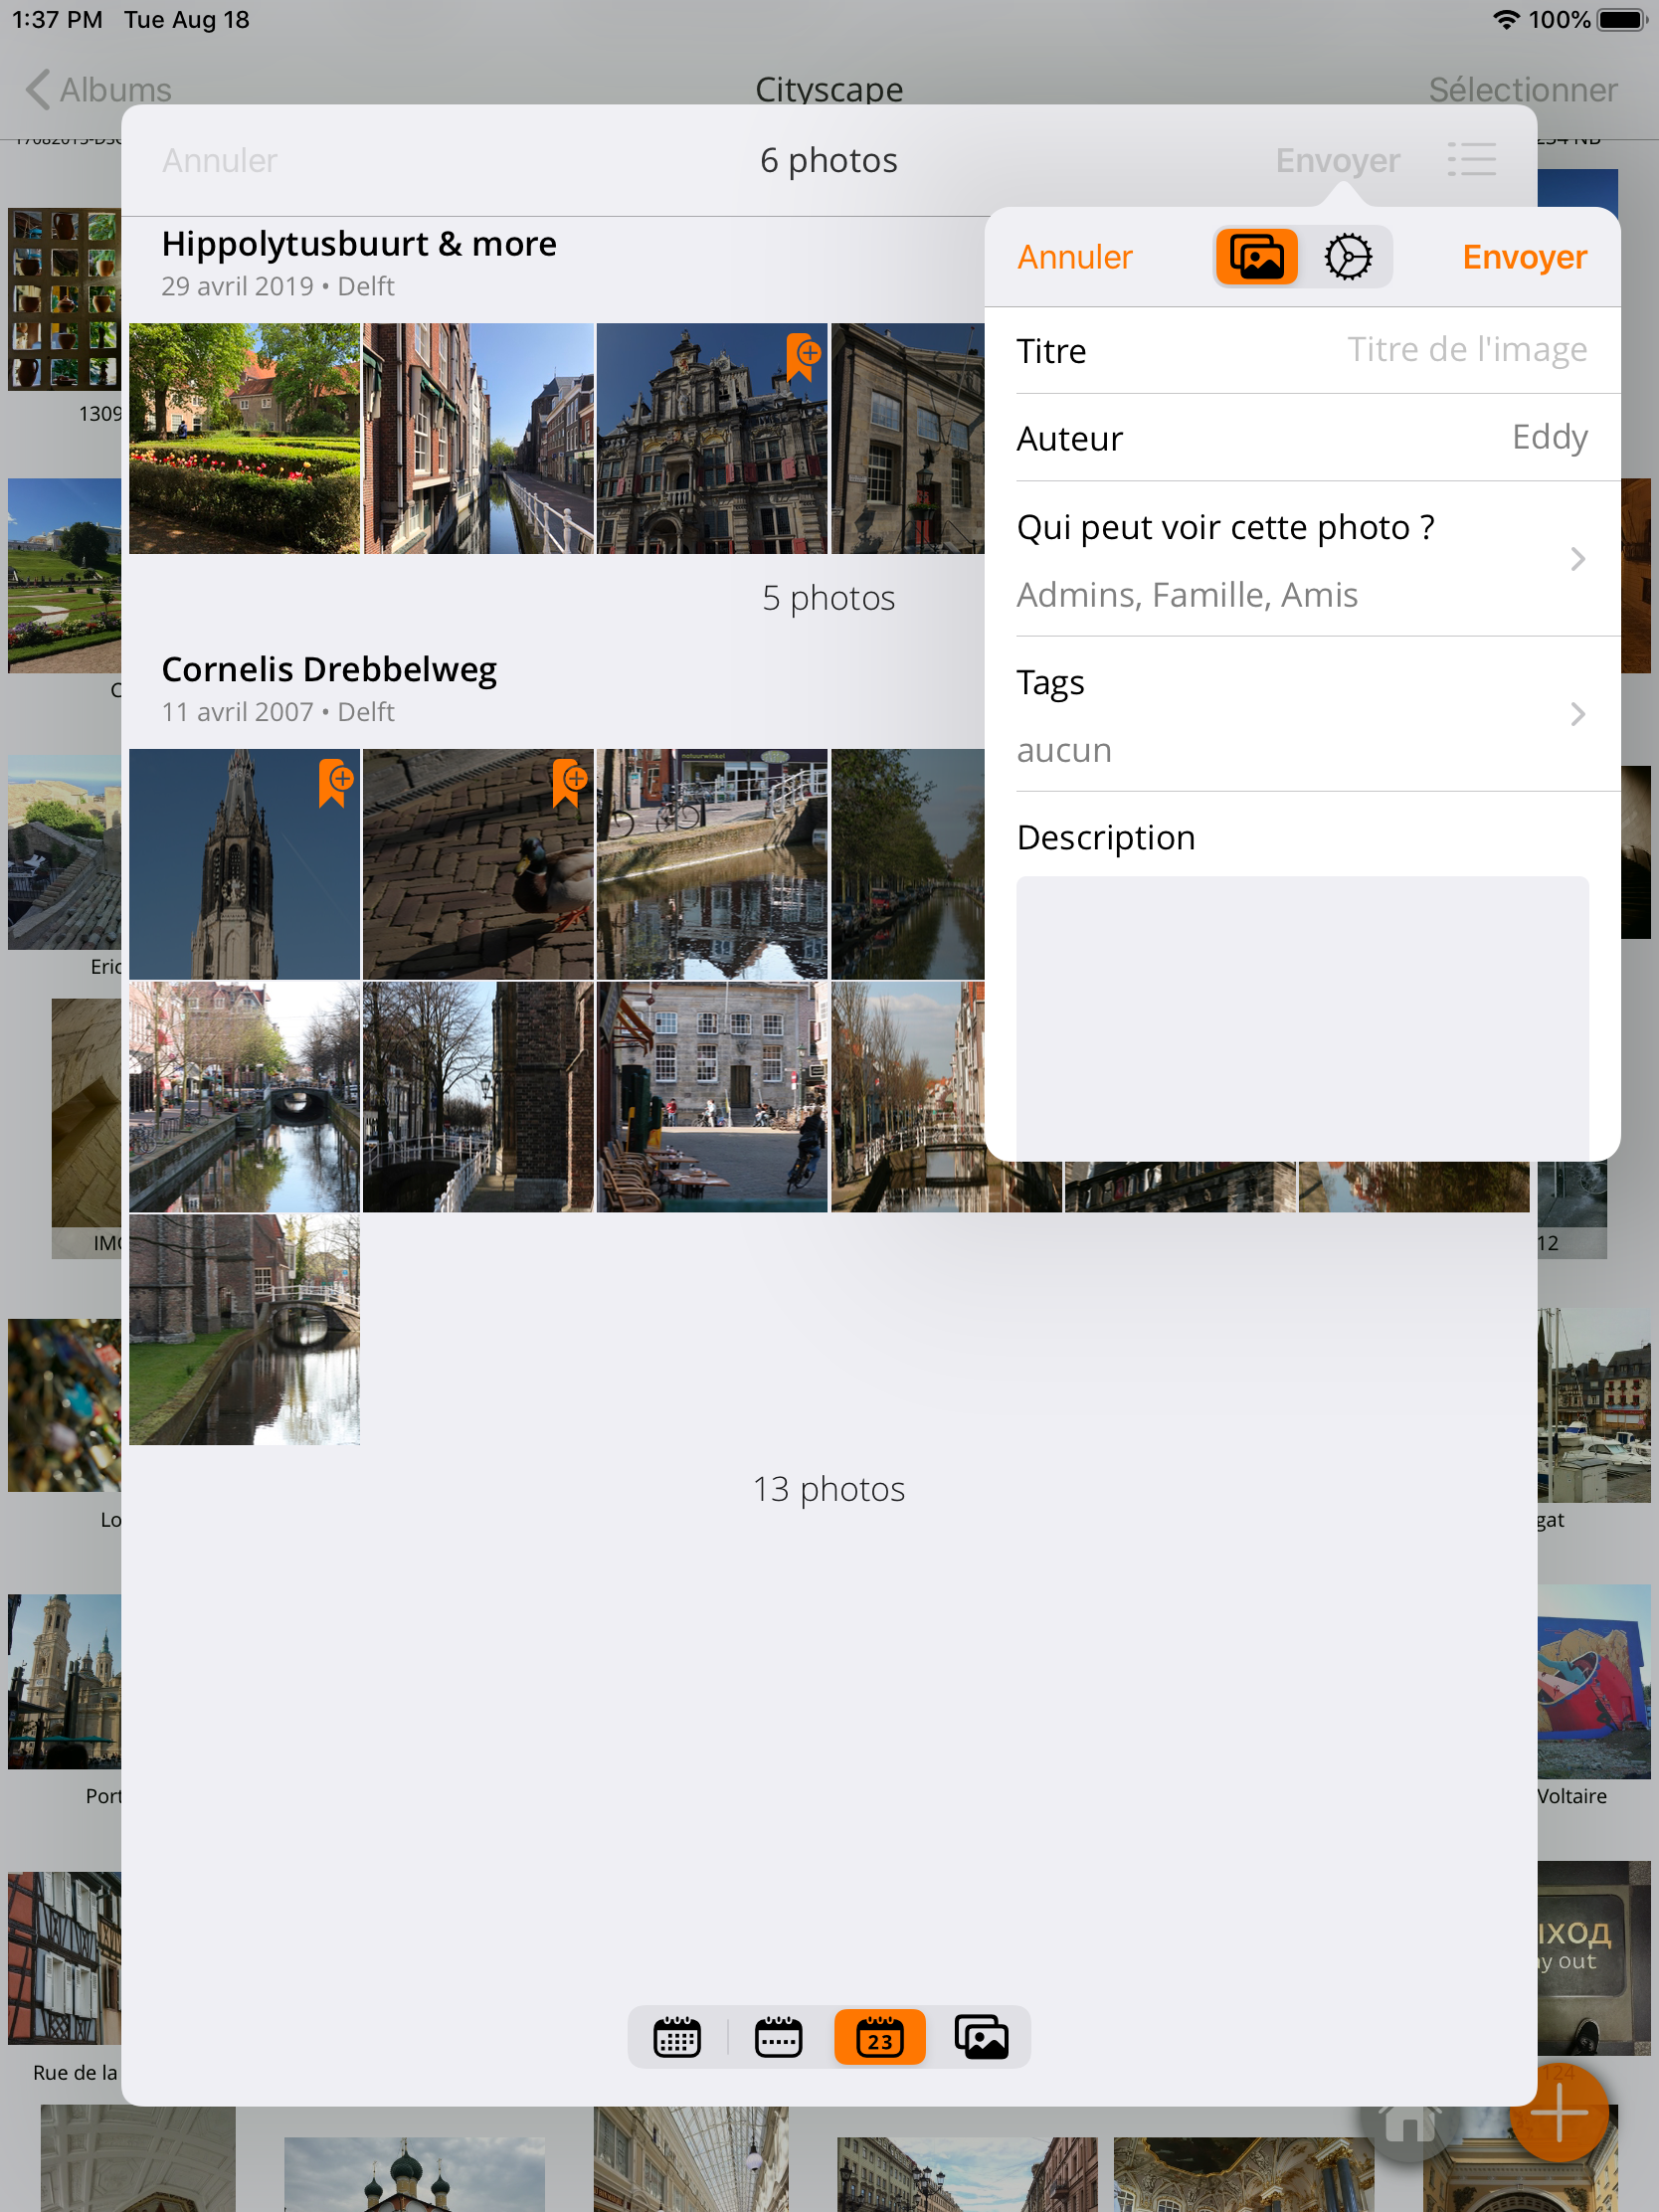 1:37 PM Tue Aug 18
100%
Albums
Cityscape
Sélectionner
Annuler
6 photos
Envoyer
Hippolytusbuurt & more
29 avril 2019 • Delft
Annuler
Envoyer
Titre
Titre de l'image
Auteur
Eddy
Qui peut voir cette photo ?
Admins, Famille, Amis
Tags
aucun
Description
1309
5 photos
Cornelis Drebbelweg
11 avril 2007 • Delft
natuurwinkel
Eric
12
13 photos
Lo
gat
Port
Voltaire
Rue de la
23
124
ход
y out